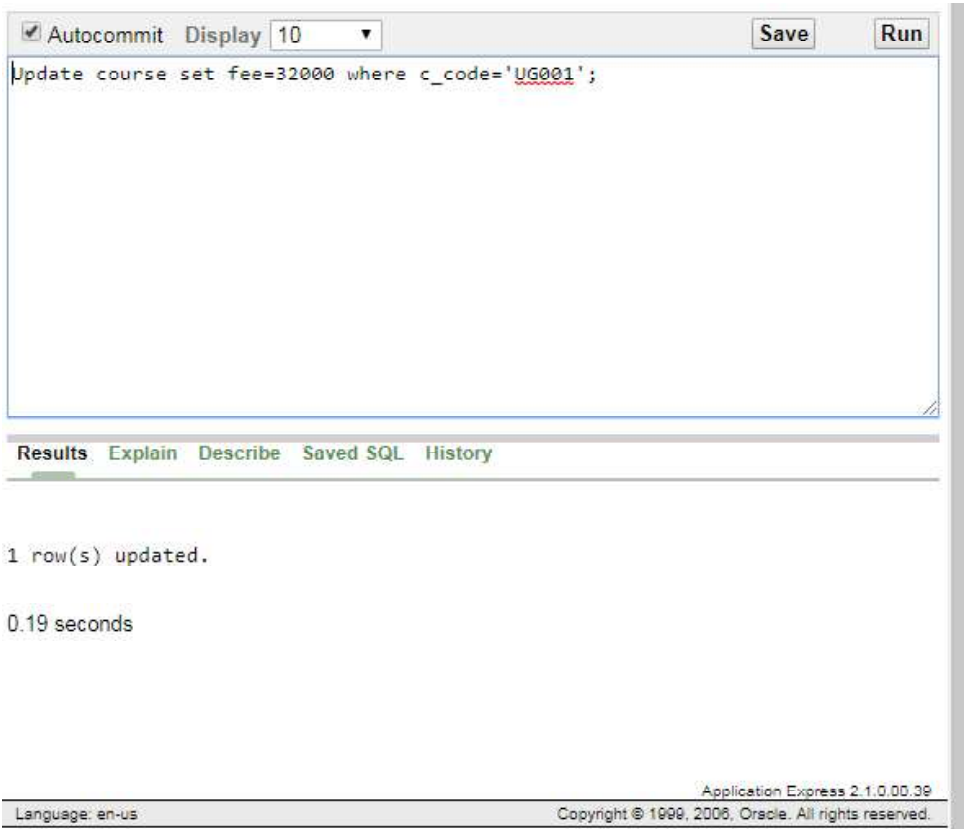 Autocommit Display 10 Save Run
Update course set fee=32000 where c_code='UG001';
Results Explain Describe Saved SQL History
1 row(s) updated.
0.19 seconds
Application Express 2.1.0.00.39
Language: en-us Copyright © 1999, 2006, Oracle. All rights reserved.